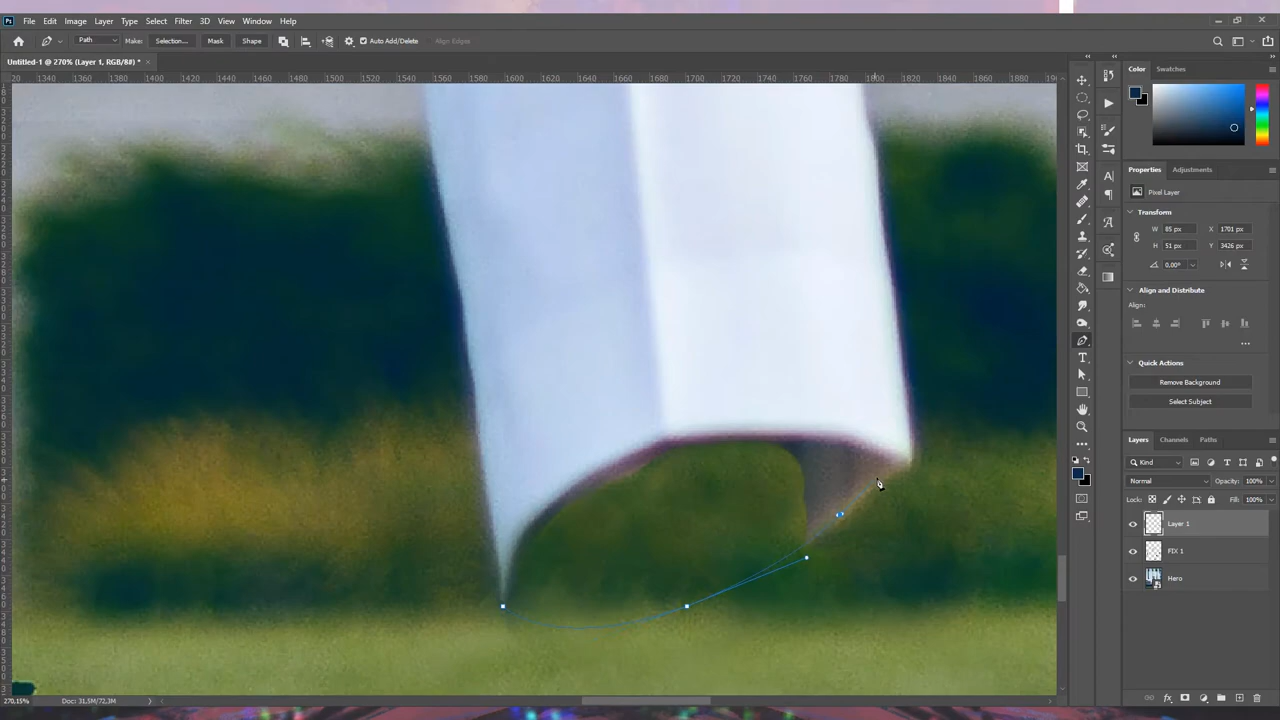 Ps File Edit Image Layer Type Select Filter 3D View Window Help
Path Make: Selection... Mask Shape Auto Add/Delete Align Edges
Untitled-1 @ 270% (Layer 1, RGB/8#) *
20 1340 1360 1380 1400 1420 1440 1460 1480 1500 1520 1540 1560 1580 1600 1620 1640 1660 1680 1700 1720 1740 1760 1780 1800 1820 1840 1860 1880 190
Color Swatches
Properties Adjustments
Pixel Layer
Transform
W 85 px X 1701 px
H 51 px Y 3426 px
0,00°
Align and Distribute
Align:
Quick Actions
Remove Background
Select Subject
Layers Channels Paths
Kind
Normal Opacity: 100%
Lock: Fill: 100%
Layer 1
FIX 1
Hero
270.15% Doc: 31,5M/72,3M